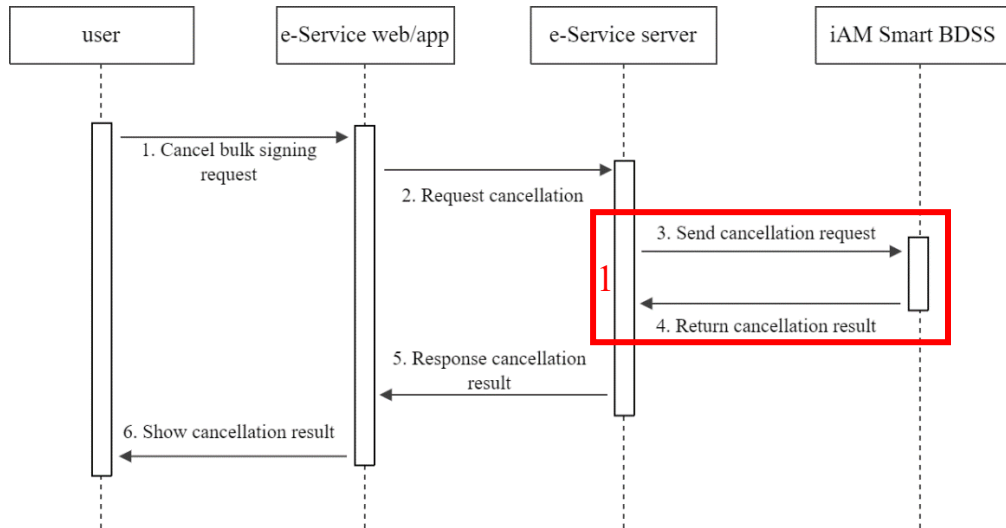 user
e-Service web/app
e-Service server
iAM Smart BDSS
1. Cancel bulk signing
request
2. Request cancellation
3. Send cancellation request
1
4. Return cancellation result
5. Response cancellation
result
6. Show cancellation result